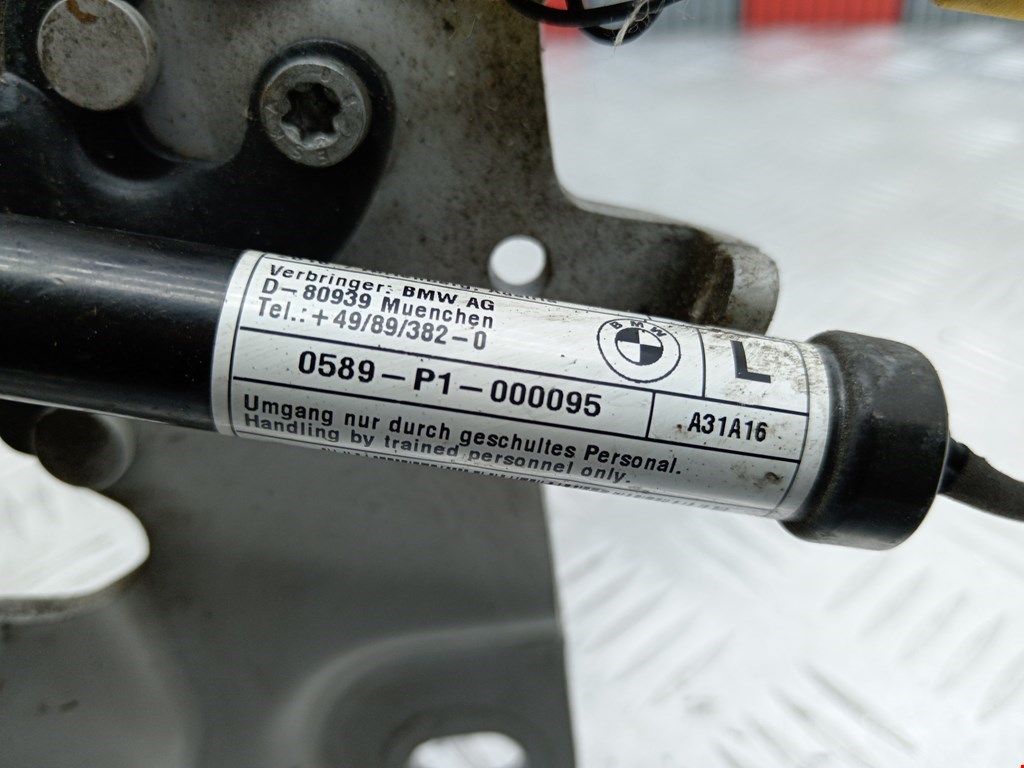 Verbringer: BMW AG
D-80939 Muenchen
Tel.: +49/89/382-0
BMW
L
0589-P1-000095
A31A16
Umgang nur durch geschultes Personal.
Handling by trained personnel only.